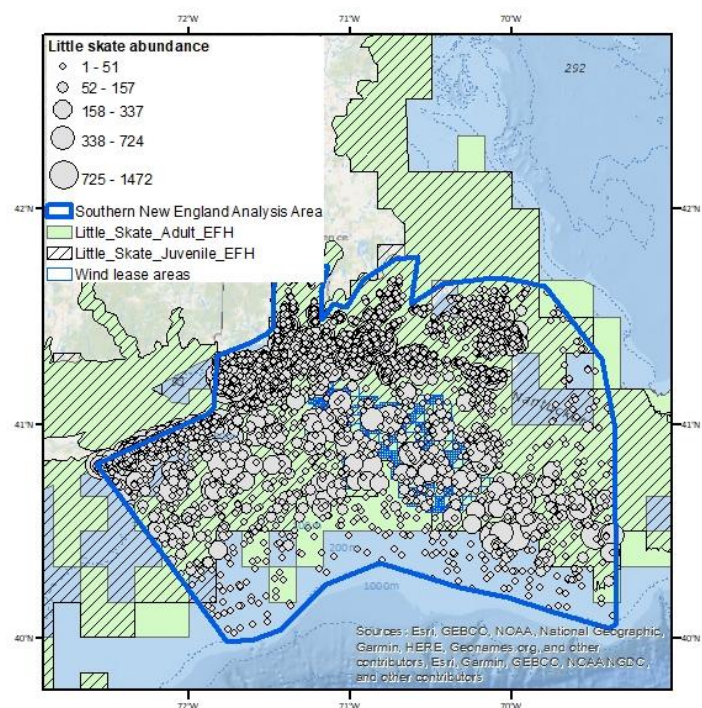 72°W 71°W 70°W
Little skate abundance
1 - 51
52 - 157
158 - 337
338 - 724
725 - 1472
Southern New England Analysis Area
Little_Skate_Adult_EFH
Little_Skate_Juvenile_EFH
Wind lease areas
292
42°N 42°N
41°N 41°N
200m
1000m
40°N 40°N
Sources: Esri, GEBCO, NOAA, National Geographic,
Garmin, HERE, Geonames.org, and other
contributors, Esri, Garmin, GEBCO, NOAA NGDC,
and other contributors
72°W 71°W 70°W